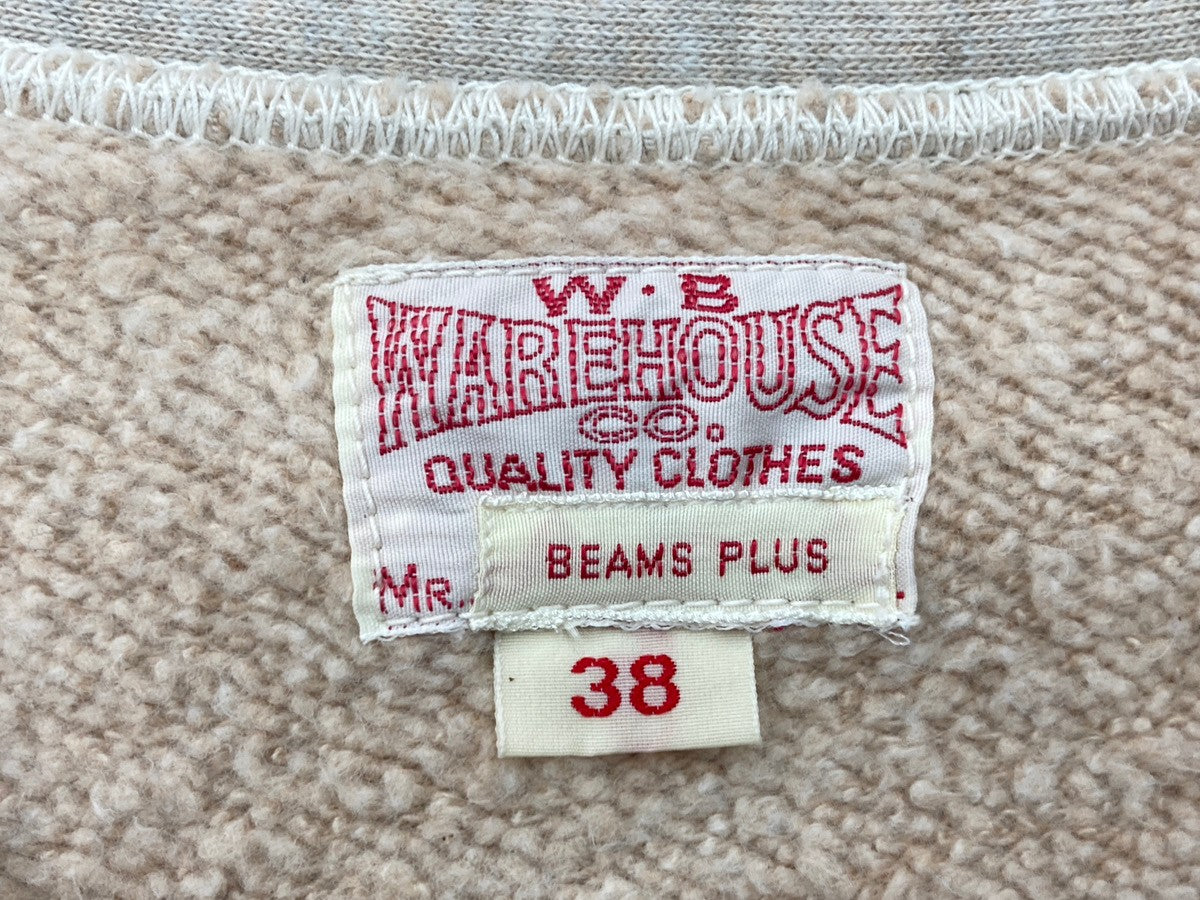 W·B
WAREHOUSE
CO.
QUALITY CLOTHES
BEAMS PLUS
MR.
38